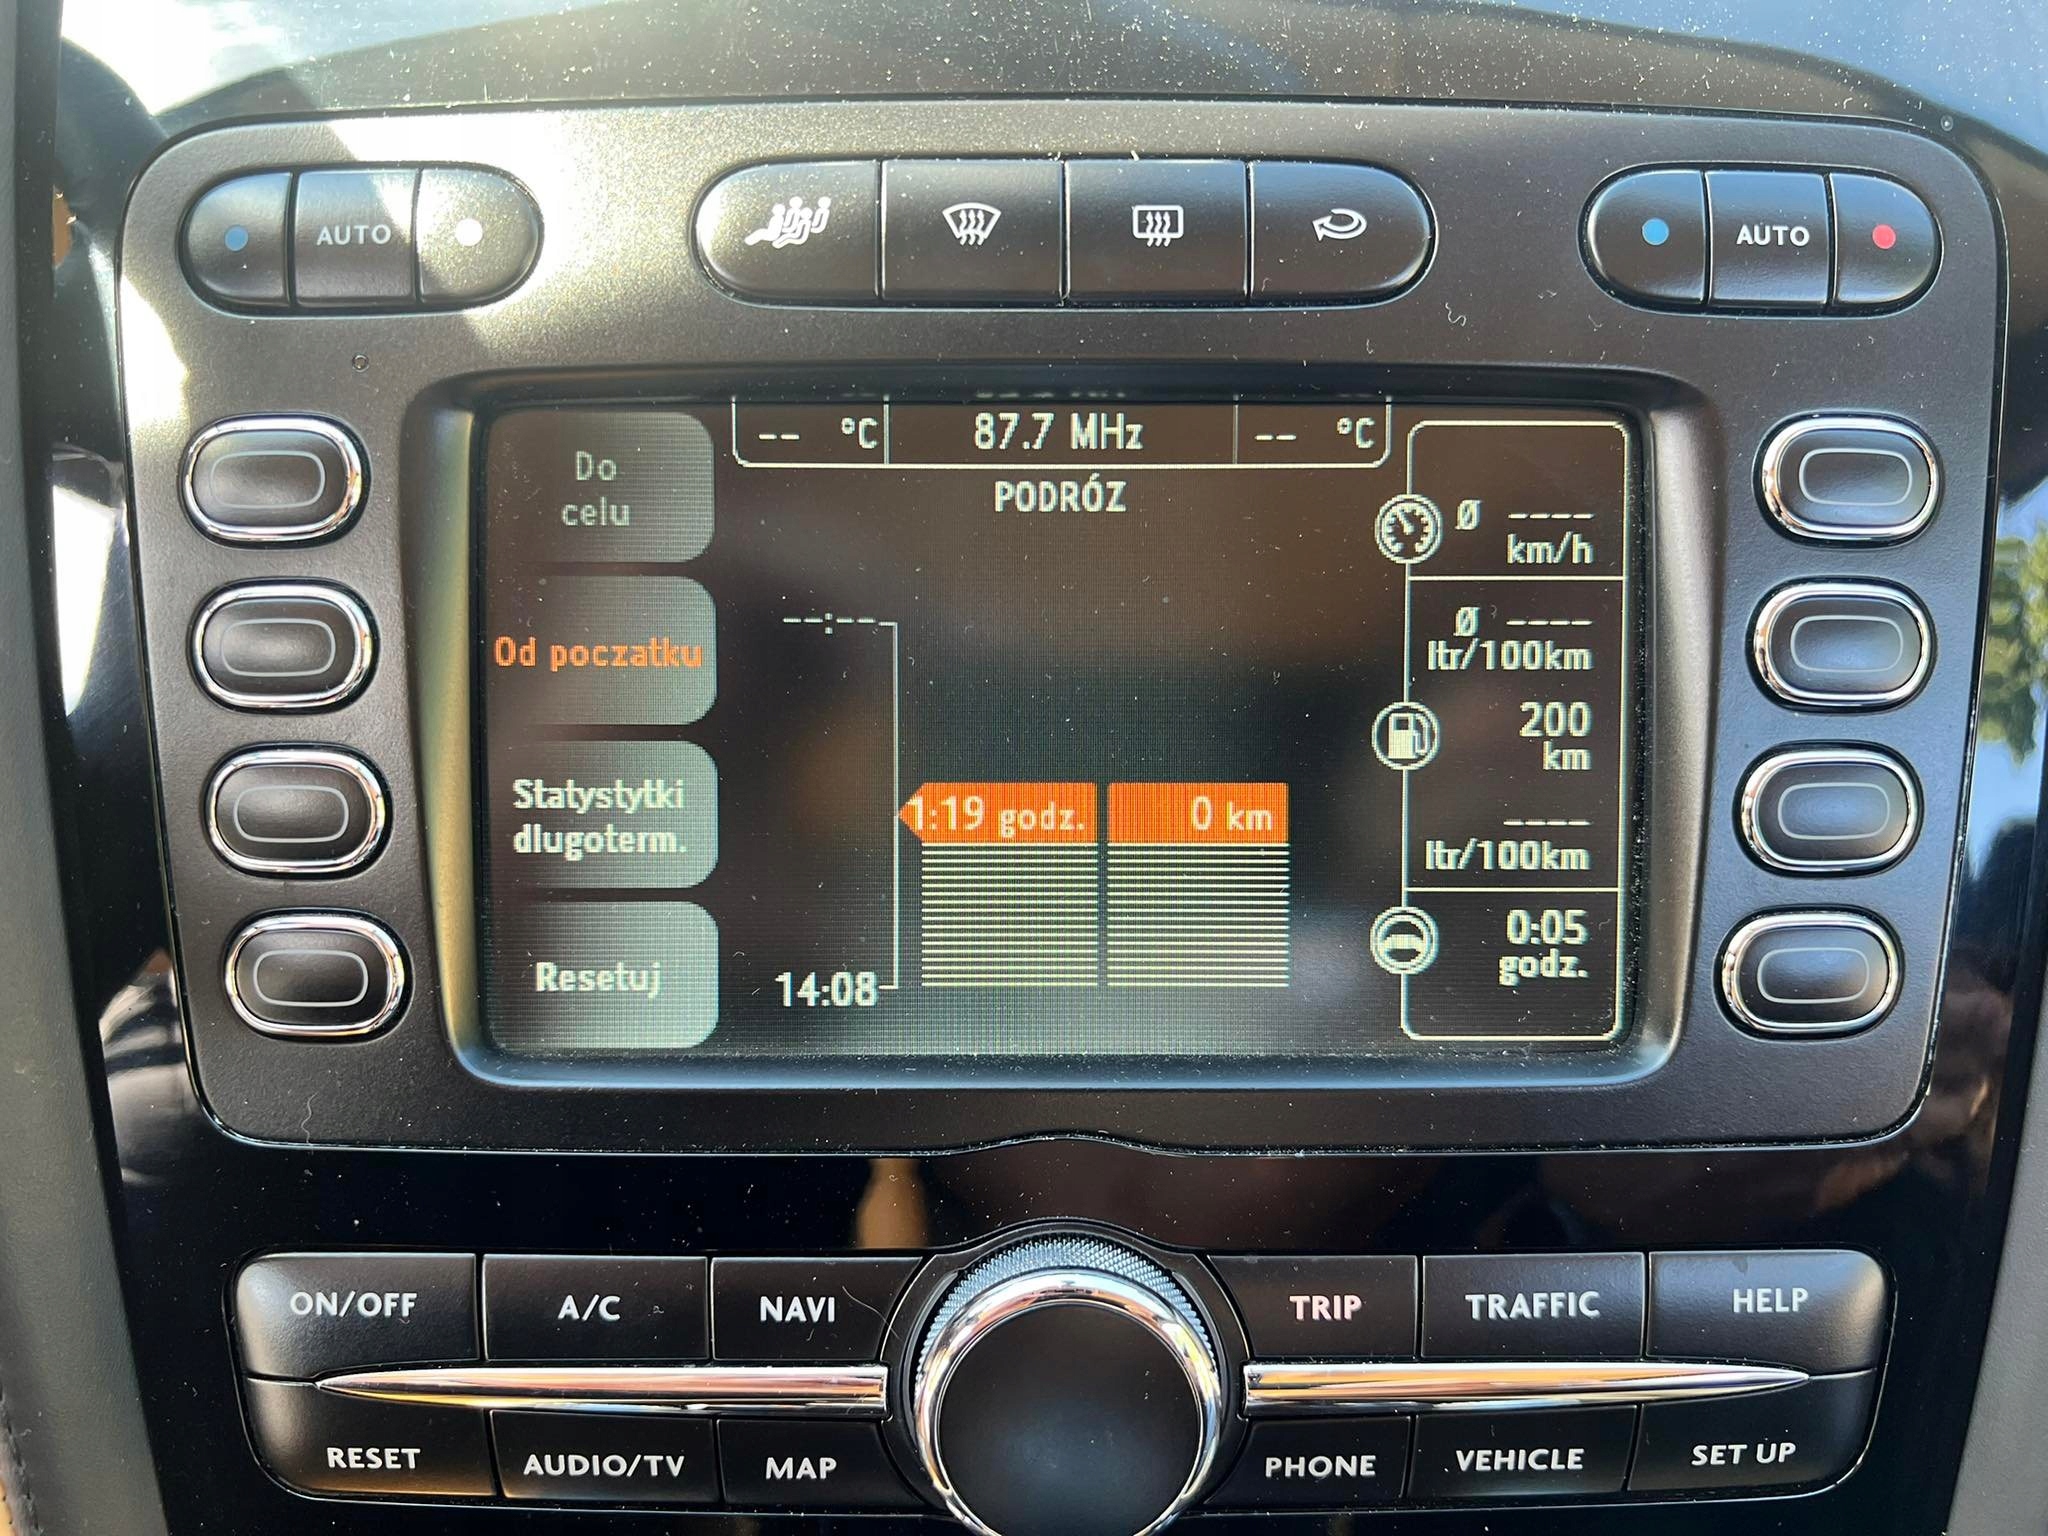 AUTO
AUTO
-- °C 87.7 MHz -- °C
PODRÓZ
Do
celu
Od poczatku
Statystytki
dlugoterm.
Resetuj
--:--
1:19 godz. 0 km
14:08
Ø ----
km/h
Ø ----
ltr/100km
200
km
----
ltr/100km
0:05
godz.
ON/OFF A/C NAVI TRIP TRAFFIC HELP
RESET AUDIO/TV MAP PHONE VEHICLE SET UP